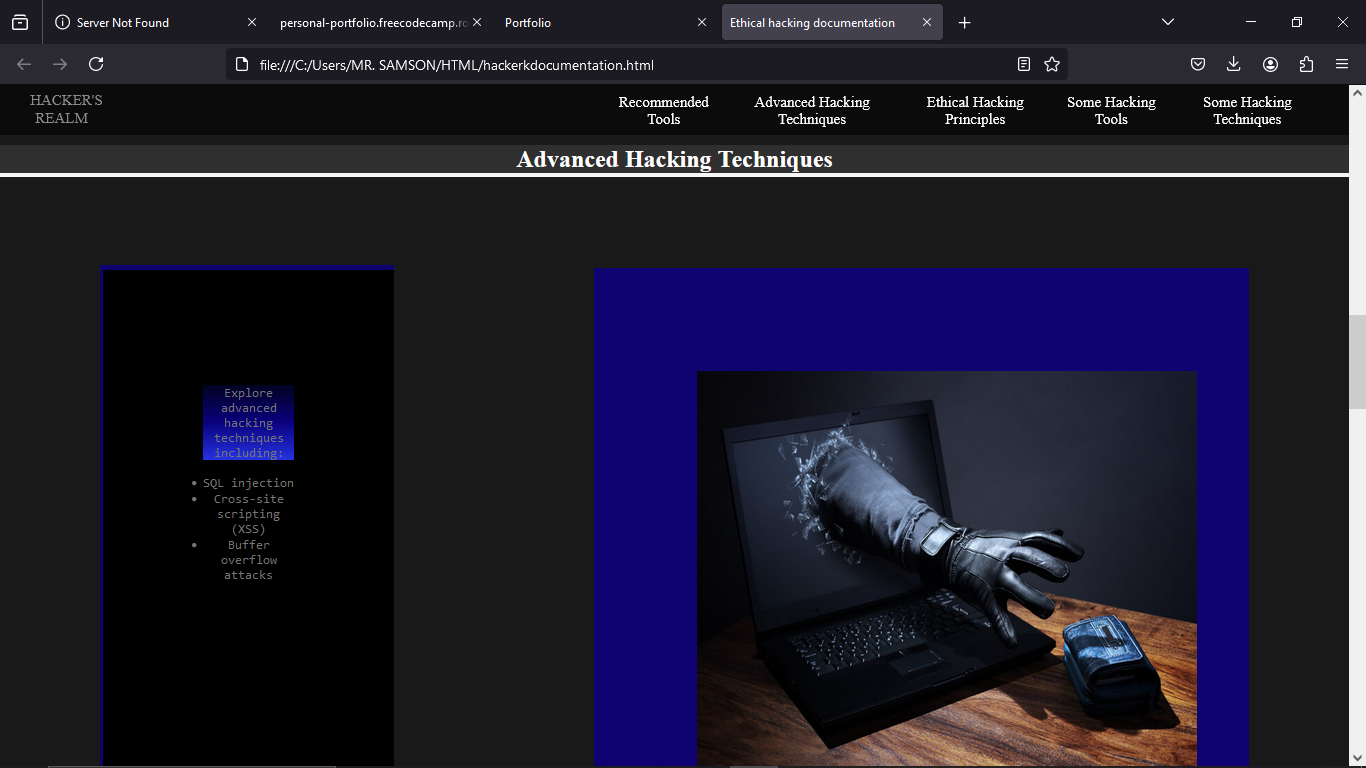 Server Not Found
personal-portfolio.freecodecamp.ro
Portfolio
Ethical hacking documentation
file:///C:/Users/MR. SAMSON/HTML/hackerkdocumentation.html
HACKER'S
REALM
Recommended
Tools
Advanced Hacking
Techniques
Ethical Hacking
Principles
Some Hacking
Tools
Some Hacking
Techniques
Advanced Hacking Techniques
Explore
advanced
hacking
techniques
including:
• SQL injection
• Cross-site
scripting
(XSS)
• Buffer
overflow
attacks